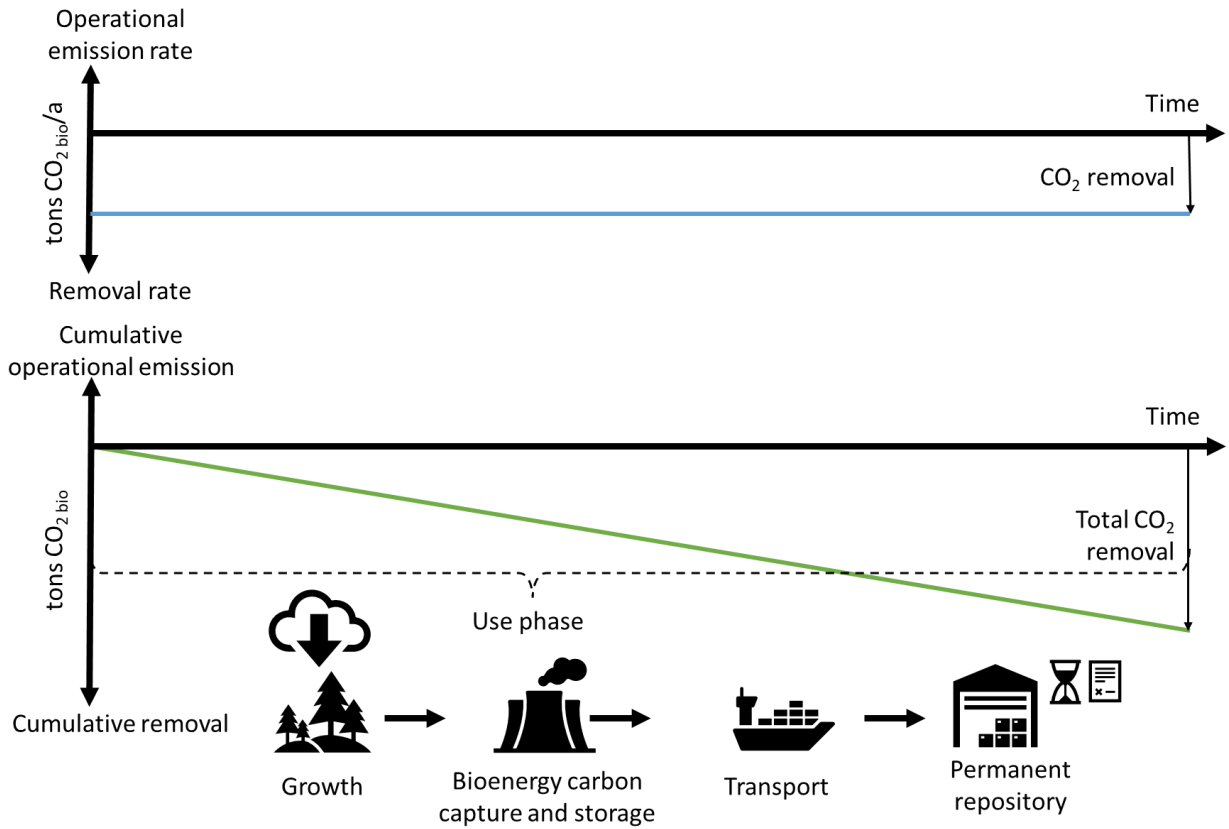 Operational
emission rate
Time
tons CO₂ bio/a
CO₂ removal
Removal rate
Cumulative
operational emission
Time
tons CO₂ bio
Total CO₂
removal
Use phase
Cumulative removal
Growth
Bioenergy carbon
capture and storage
Transport
Permanent
repository